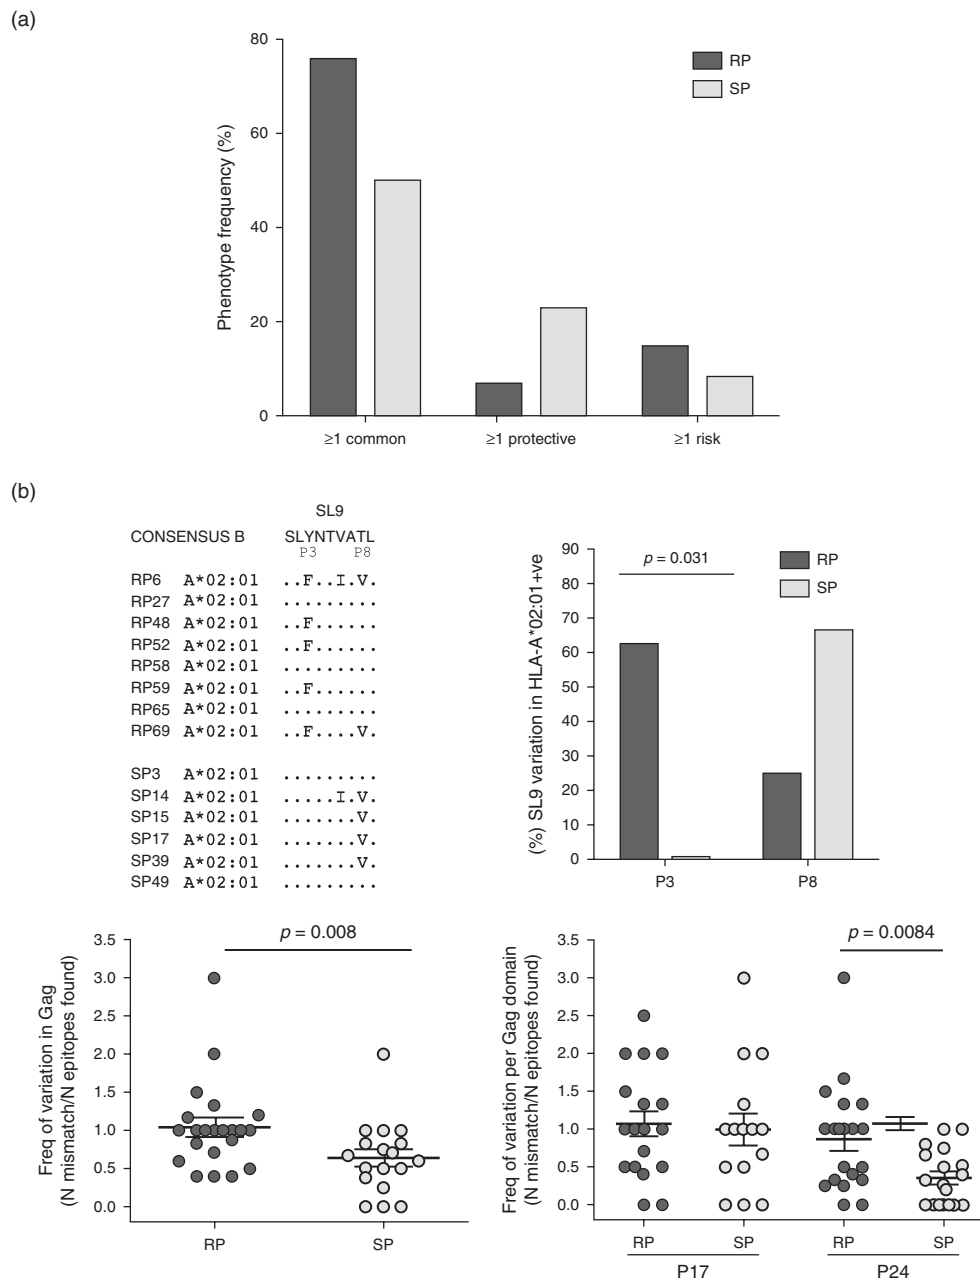 (a)
80
60
40
20
0
Phenotype frequency (%)
RP
SP
≥1 common
≥1 protective
≥1 risk
(b)
SL9
CONSENSUS B SLYNTVATL
P3 P8
RP6 A*02:01 ..F..I.V.
RP27 A*02:01 .........
RP48 A*02:01 ..F......
RP52 A*02:01 ..F......
RP58 A*02:01 .........
RP59 A*02:01 ..F......
RP65 A*02:01 .........
RP69 A*02:01 ..F....V.
SP3 A*02:01 .........
SP14 A*02:01 .....I.V.
SP15 A*02:01 .......V.
SP17 A*02:01 .......V.
SP39 A*02:01 .......V.
SP49 A*02:01 .........
(%) SL9 variation in HLA-A*02:01+ve
90
80
70
60
50
40
30
20
10
0
p = 0.031
RP
SP
P3
P8
Freq of variation in Gag
(N mismatch/N epitopes found)
3.5
3.0
2.5
2.0
1.5
1.0
0.5
0.0
p = 0.008
RP
SP
Freq of variation per Gag domain
(N mismatch/N epitopes found)
3.5
3.0
2.5
2.0
1.5
1.0
0.5
0.0
p = 0.0084
RP
SP
RP
SP
P17
P24